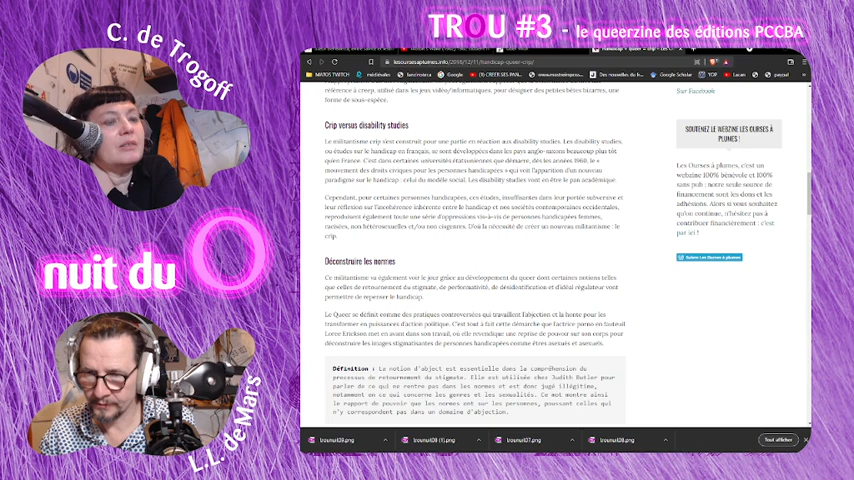 TROU #3 - le queerzine des éditions PCCBA
C. de Trogoff
nuit du O
L.L. de Mars
lesoursesaplumes.info/2018/12/11/handicap-queer-crip/
MATOS TWITCH
Google
Google Scholar
YOP
Lacan
paypal
référence à creep, utilisé dans les jeux vidéo/informatiques, pour désigner des petites bêtes bizarres, une
forme de sous-espèce.
Crip versus disability studies
Le militantisme crip s'est construit pour une partie en réaction aux disability studies. Les disability studies,
ou études sur le handicap en français, se sont développées dans les pays anglo-saxons beaucoup plus tôt
qu'en France. C'est dans certaines universités étatsuniennes que démarre, dès les années 1960, le «
mouvement des droits civiques pour les personnes handicapées » qui voit l'apparition d'un nouveau
paradigme sur le handicap : celui du modèle social. Les disability studies vont en être le pan académique.
Cependant, pour certaines personnes handicapées, ces études, insuffisantes dans leur portée subversive et
leur réflexion sur l'incohérence inhérente entre le handicap et nos sociétés contemporaines occidentales,
reproduisent également toute une série d'oppressions vis-à-vis de personnes handicapées femmes,
racisées, non hétérosexuelles et/ou non cisgenres. D'où la nécessité de créer un nouveau militantisme : le
crip.
Déconstruire les normes
Ce militantisme va également voir le jour grâce au développement du queer dont certaines notions telles
que celles de retournement du stigmate, de performativité, de désidentification et d'idéal régulateur vont
permettre de repenser le handicap.
Le Queer se définit comme des pratiques controversées qui travaillent l'abjection et la honte pour les
transformer en puissances d'action politique. C'est tout à fait cette démarche que l'actrice porno en fauteuil
Loree Erickson met en avant dans son travail, où elle revendique une reprise de pouvoir sur son corps pour
déconstruire les images stigmatisantes de personnes handicapées comme êtres asexués et asexuels.
Définition : La notion d'abject est essentielle dans la compréhension du
processus de retournement du stigmate. Elle est utilisée chez Judith Butler pour
parler de ce qui ne rentre pas dans les normes et est donc jugé illégitime,
notamment en ce qui concerne les genres et les sexualités. Ce mot montre ainsi
le rapport de pouvoir que les normes ont sur les personnes, poussant celles qui
n'y correspondent pas dans un domaine d'abjection.
Sur Facebook
SOUTENEZ LE WEBZINE LES OURSES À
PLUMES !
Les Ourses à plumes, c'est un
webzine 100% bénévole et 100%
sans pub ; notre seule source de
financement sont les dons et les
adhésions. Alors si vous souhaitez
qu'on continue, n'hésitez pas à
contribuer financièrement : c'est
par ici !
Suivre Les Ourses à plumes
trounuit09.png
trounuit08 (1).png
trounuit07.png
trounuit08.png
Tout afficher